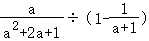 a/(a²+2a+1) ÷ (1-1/(a+1))